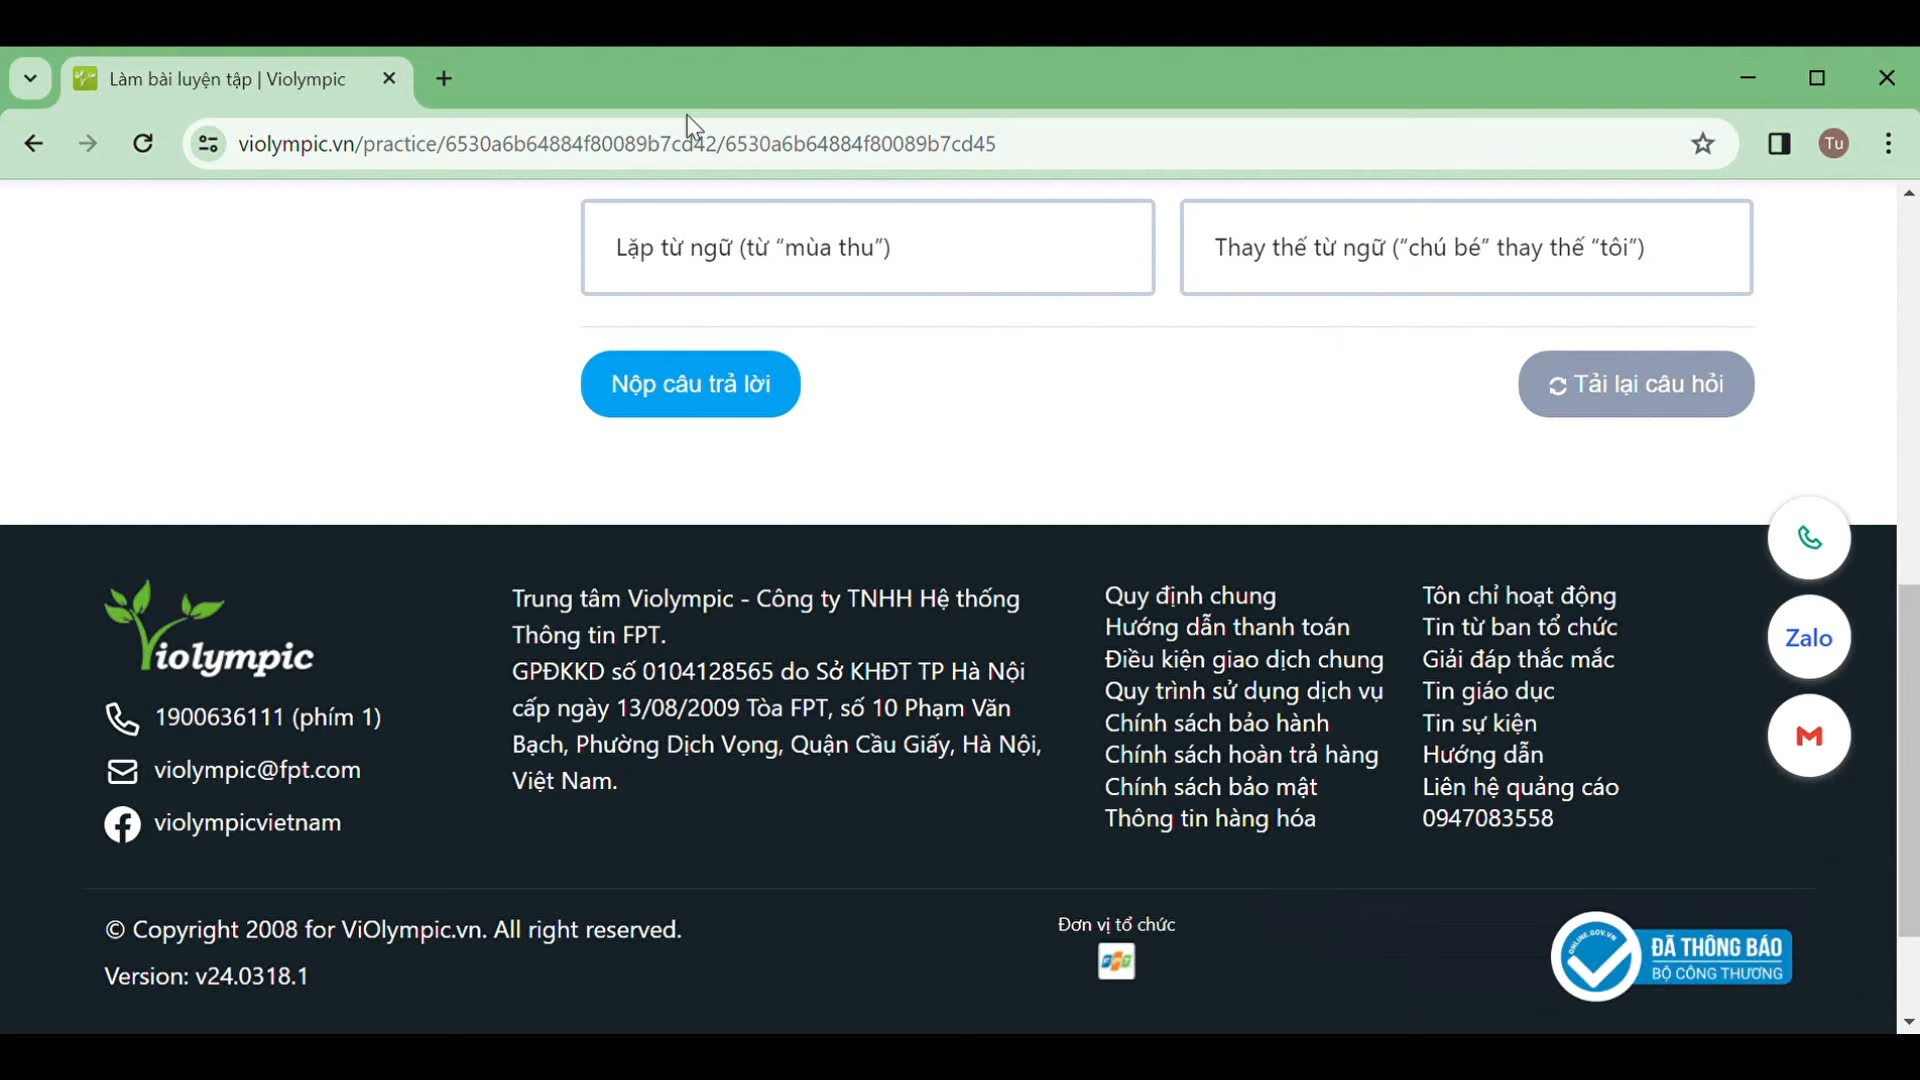 Làm bài luyện tập | Violympic
violympic.vn/practice/6530a6b64884f80089b7cd42/6530a6b64884f80089b7cd45
Tu
Lặp từ ngữ (từ “mùa thu”)
Thay thế từ ngữ (“chú bé” thay thế “tôi”)
Nộp câu trả lời
Tải lại câu hỏi
Violympic
1900636111 (phím 1)
violympic@fpt.com
violympicvietnam
Trung tâm Violympic - Công ty TNHH Hệ thống
Thông tin FPT.
GPĐKKD số 0104128565 do Sở KHĐT TP Hà Nội
cấp ngày 13/08/2009 Tòa FPT, số 10 Phạm Văn
Bạch, Phường Dịch Vọng, Quận Cầu Giấy, Hà Nội,
Việt Nam.
Quy định chung
Hướng dẫn thanh toán
Điều kiện giao dịch chung
Quy trình sử dụng dịch vụ
Chính sách bảo hành
Chính sách hoàn trả hàng
Chính sách bảo mật
Thông tin hàng hóa
Tôn chỉ hoạt động
Tin từ ban tổ chức
Giải đáp thắc mắc
Tin giáo dục
Tin sự kiện
Hướng dẫn
Liên hệ quảng cáo
0947083558
Zalo
© Copyright 2008 for ViOlympic.vn. All right reserved.
Version: v24.0318.1
Đơn vị tổ chức
FPT
ONLINE.GOV.VN
ĐÃ THÔNG BÁO
BỘ CÔNG THƯƠNG